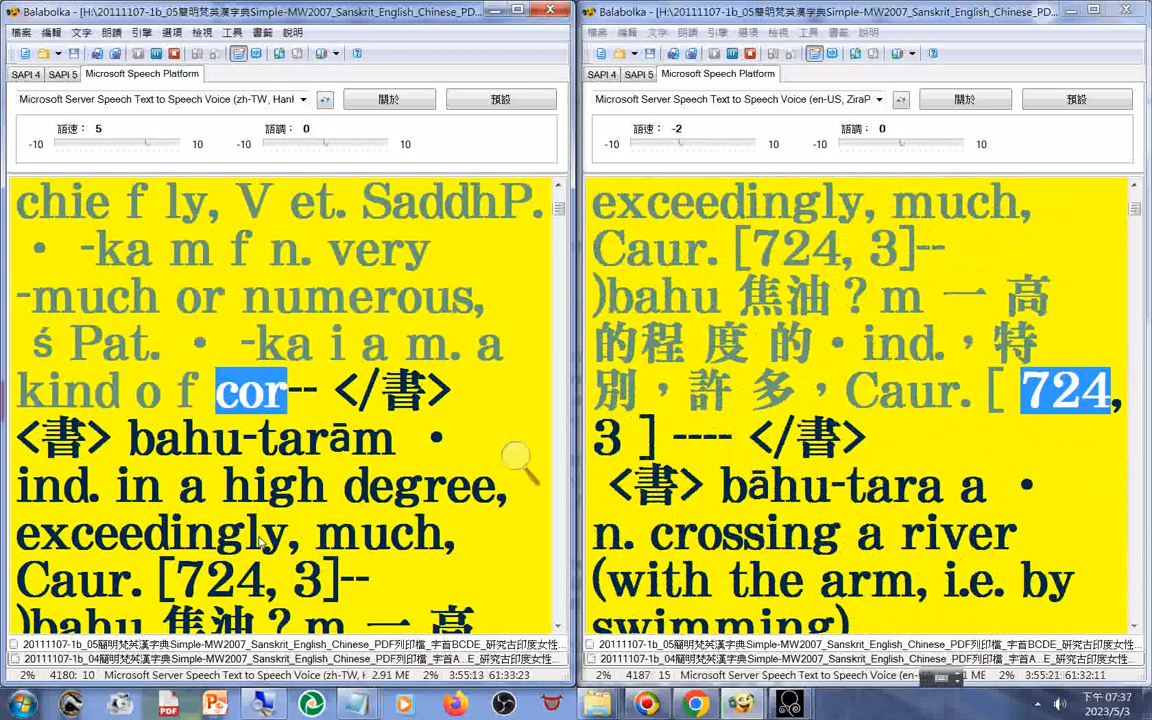 Balabolka - [H:\20111107-1b_05簡明梵英漢字典Simple-MW2007_Sanskrit_English_Chinese_PD...
檔案 編輯 文字 朗讀 引擎 選項 檢視 工具 書籤 說明
SAPI 4 SAPI 5 Microsoft Speech Platform
Microsoft Server Speech Text to Speech Voice (zh-TW, Hanl
關於
預設
語速： 5 語調： 0
-10 10 -10 10
chie f ly, V et. SaddhP.
• -ka m f n. very
-much or numerous,
ś Pat. • -ka i a m. a
kind o f cor-- </書>
<書> bahu-tarām •
ind. in a high degree,
exceedingly, much,
Caur. [724, 3]--
)bahu 焦油？m 一 高
20111107-1b_05簡明梵英漢字典Simple-MW2007_Sanskrit_English_Chinese_PDF列印檔_字首BCDE_研究古印度女性...
20111107-1b_04簡明梵英漢字典Simple-MW2007_Sanskrit_English_Chinese_PDF列印檔_字首A...E_研究古印度女性...
2% 4180: 10 Microsoft Server Speech Text to Speech Voice (zh-TW, H 2.91 MB 2% 3:55:13 61:33:23
Balabolka - [H:\20111107-1b_05簡明梵英漢字典Simple-MW2007_Sanskrit_English_Chinese_PD...
檔案 編輯 文字 朗讀 引擎 選項 檢視 工具 書籤 說明
SAPI 4 SAPI 5 Microsoft Speech Platform
Microsoft Server Speech Text to Speech Voice (en-US, ZiraP
關於
預設
語速： -2 語調： 0
-10 10 -10 10
exceedingly, much,
Caur. [724, 3]--
)bahu 焦油？m 一 高
的程 度 的 • ind.，特
別，許 多，Caur. [ 724,
3 ] ---- </書>
<書> bāhu-tara a •
n. crossing a river
(with the arm, i.e. by
swimming)
20111107-1b_05簡明梵英漢字典Simple-MW2007_Sanskrit_English_Chinese_PDF列印檔_字首BCDE_研究古印度女性...
20111107-1b_04簡明梵英漢字典Simple-MW2007_Sanskrit_English_Chinese_PDF列印檔_字首A...E_研究古印度女性...
2% 4187: 15 Microsoft Server Speech Text to Speech Voice 2% 3:55:21 61:32:11
PDF
下午 07:37
2023/5/3